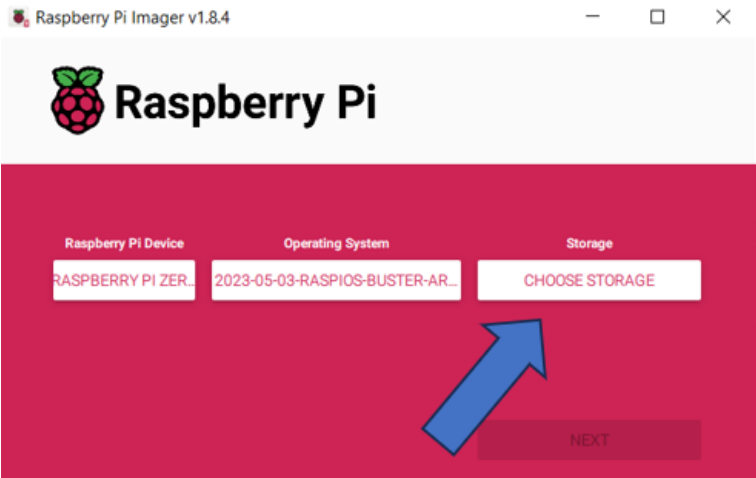 Raspberry Pi Imager v1.8.4
Raspberry Pi
Raspberry Pi Device
Operating System
Storage
RASPBERRY PI ZER..
2023-05-03-RASPIOS-BUSTER-AR...
CHOOSE STORAGE
NEXT